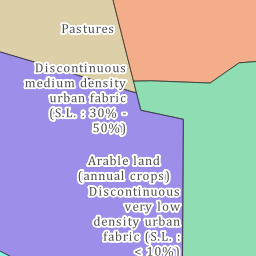 Pastures
Discontinuous
medium density
urban fabric
(S.L. : 30% -
50%)
Arable land
(annual crops)
Discontinuous
very low
density urban
fabric (S.L. :
< 10%)